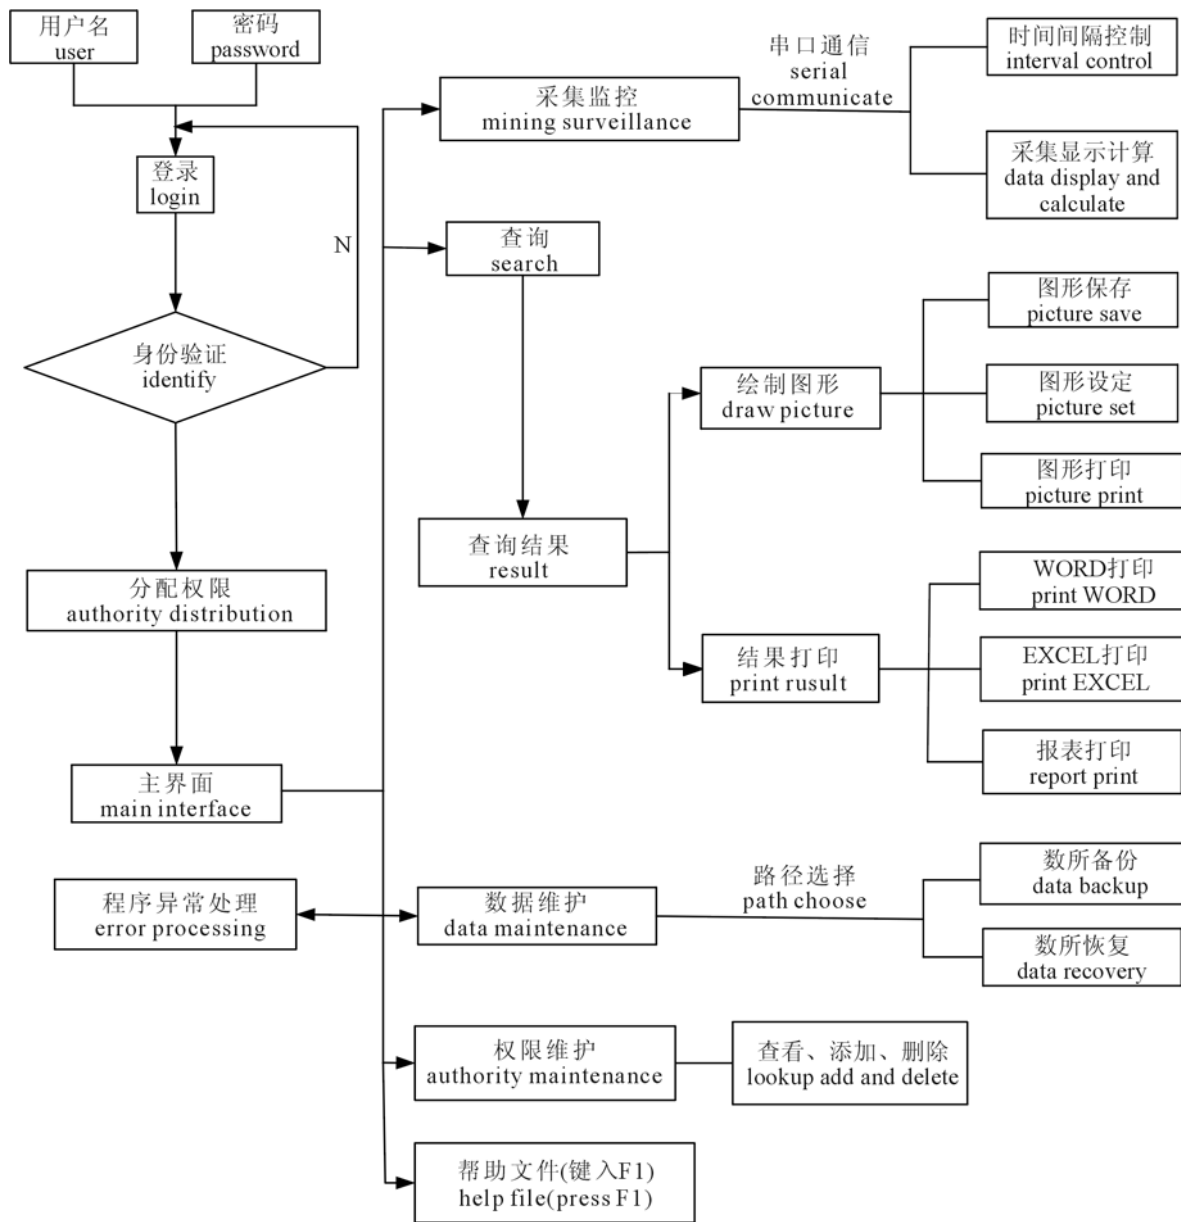 用户名
user
密码
password
登录
login
N
身份验证
identify
分配权限
authority distribution
主界面
main interface
程序异常处理
error processing
采集监控
mining surveillance
串口通信
serial
communicate
时间间隔控制
interval control
采集显示计算
data display and
calculate
查询
search
查询结果
result
绘制图形
draw picture
图形保存
picture save
图形设定
picture set
图形打印
picture print
结果打印
print rusult
WORD打印
print WORD
EXCEL打印
print EXCEL
报表打印
report print
数据维护
data maintenance
路径选择
path choose
数所备份
data backup
数所恢复
data recovery
权限维护
authority maintenance
查看、添加、删除
lookup add and delete
帮助文件(键入F1)
help file(press F1)